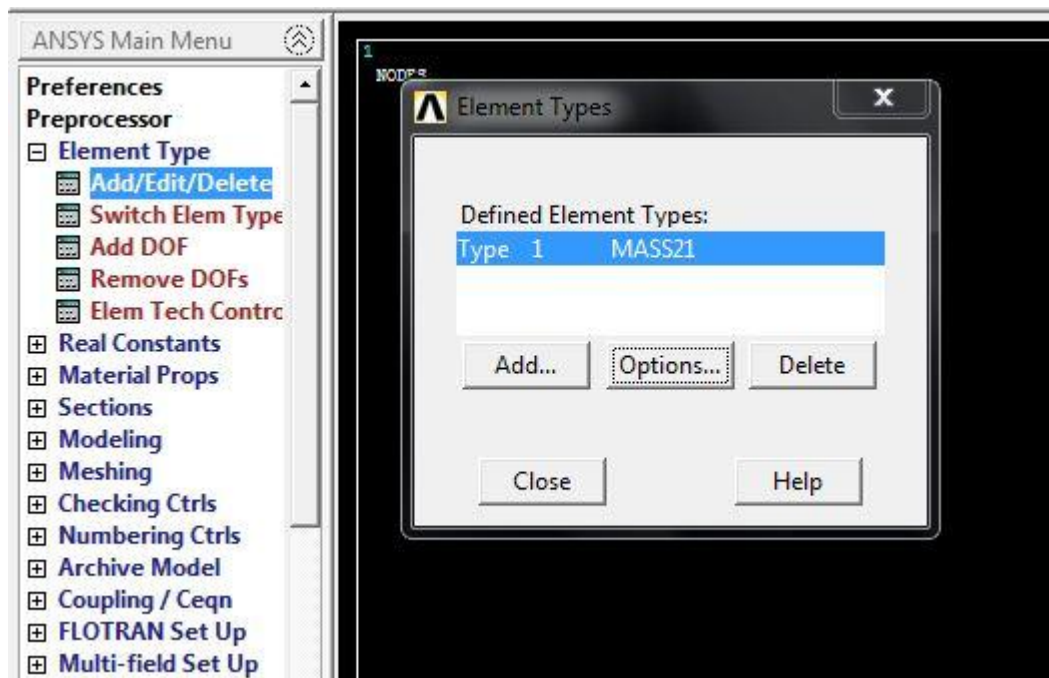 ANSYS Main Menu
Preferences
Preprocessor
Element Type
Add/Edit/Delete
Switch Elem Type
Add DOF
Remove DOFs
Elem Tech Contrc
Real Constants
Material Props
Sections
Modeling
Meshing
Checking Ctrls
Numbering Ctrls
Archive Model
Coupling / Ceqn
FLOTRAN Set Up
Multi-field Set Up
1
NODES
Element Types
Defined Element Types:
Type 1 MASS21
Add... Options... Delete
Close Help